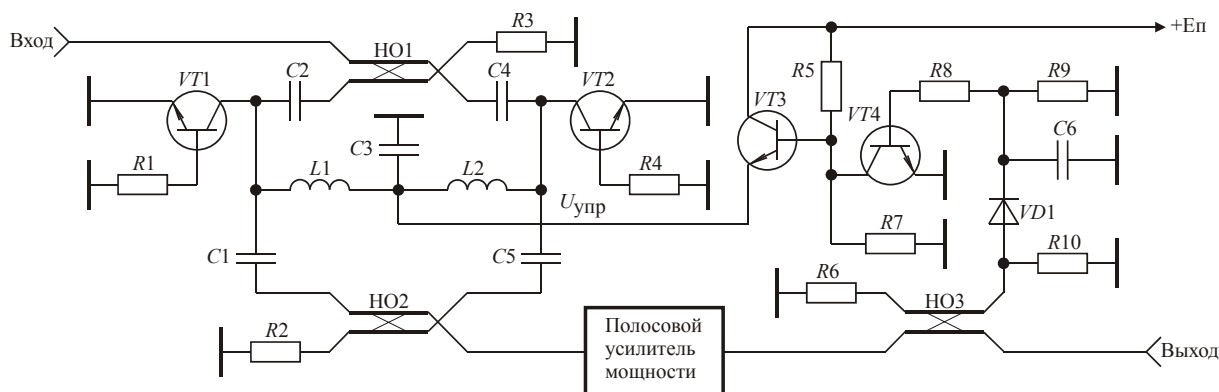 Вход
НО1
R3
+Еп
VT1
C2
C4
VT2
R5
R8
R9
VT3
VT4
C6
C3
R1
R4
L1
L2
Uупр
VD1
R7
C1
C5
R10
R6
НО2
НО3
R2
Полосовой
усилитель
мощности
Выход